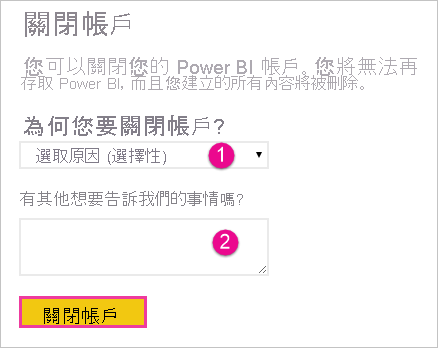 關閉帳戶
您可以關閉您的 Power BI 帳戶。您將無法再
存取 Power BI, 而且您建立的所有內容將被刪除。
為何您要關閉帳戶?
選取原因 (選擇性) 1
有其他想要告訴我們的事情嗎?
2
關閉帳戶